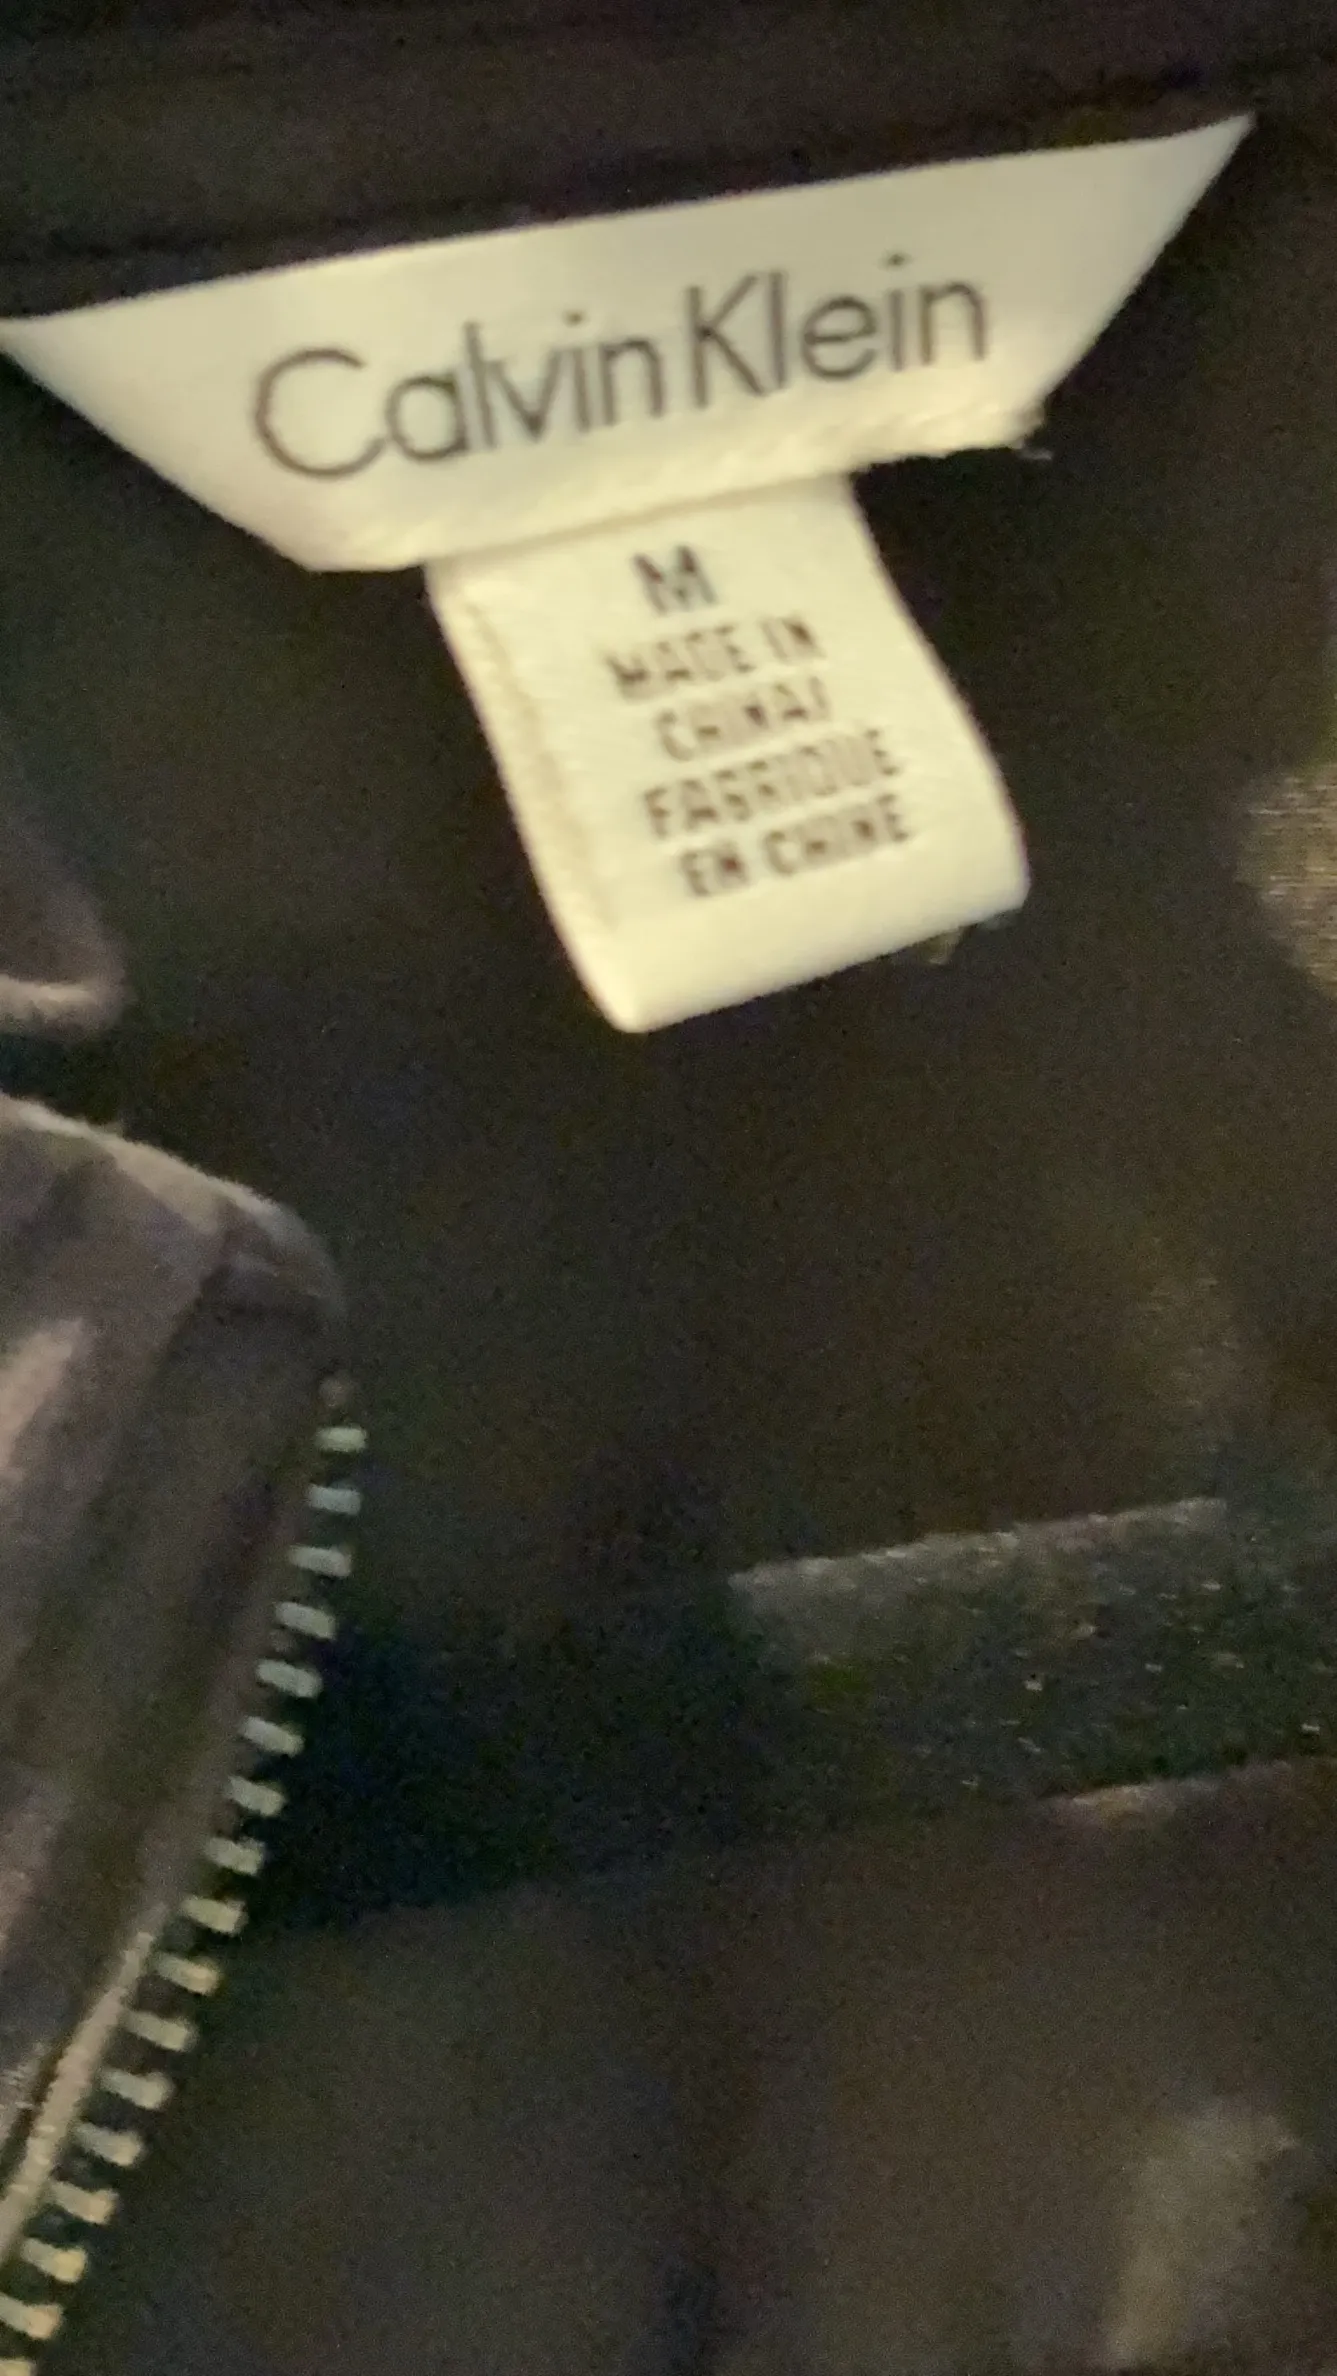 Calvin Klein
M
MADE IN
CHINA/
FABRIQUE
EN CHINE